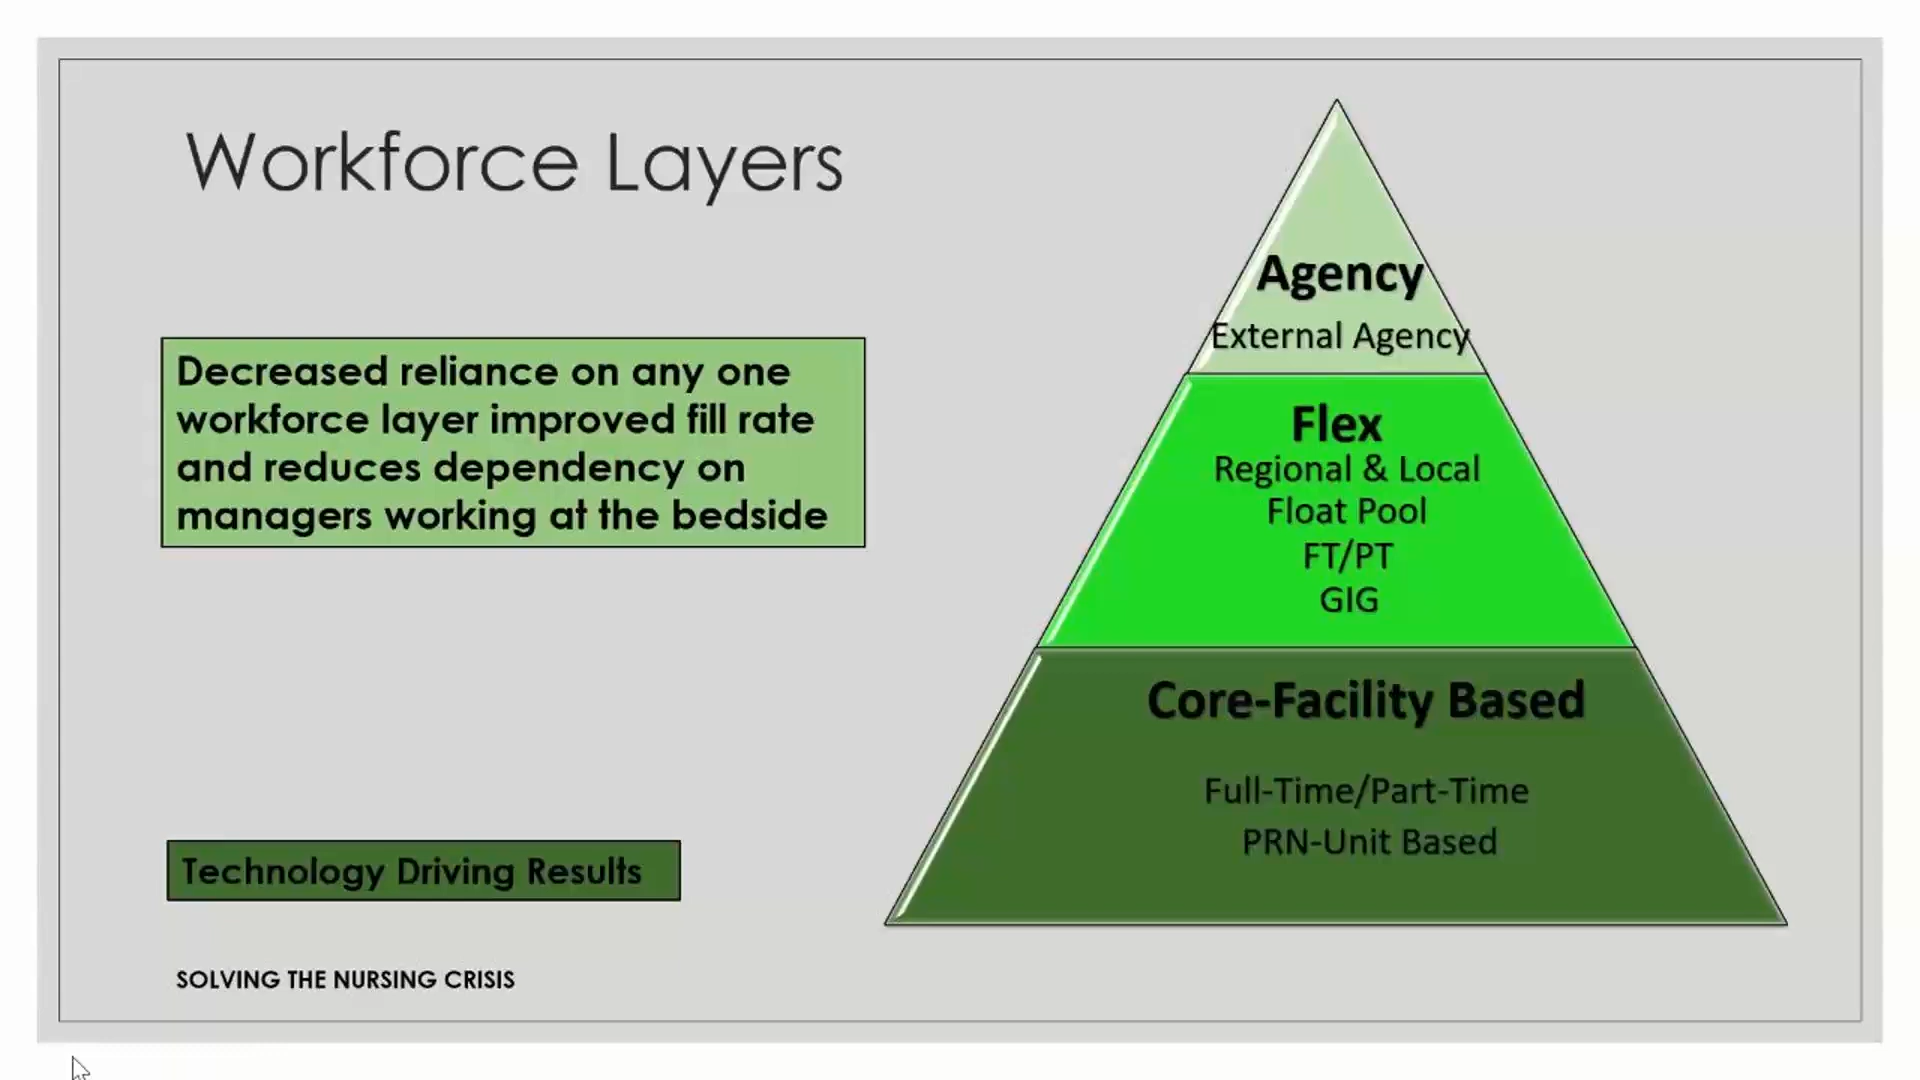 Workforce Layers
Decreased reliance on any one
workforce layer improved fill rate
and reduces dependency on
managers working at the bedside
Technology Driving Results
SOLVING THE NURSING CRISIS
Agency
External Agency
Flex
Regional & Local
Float Pool
FT/PT
GIG
Core-Facility Based
Full-Time/Part-Time
PRN-Unit Based